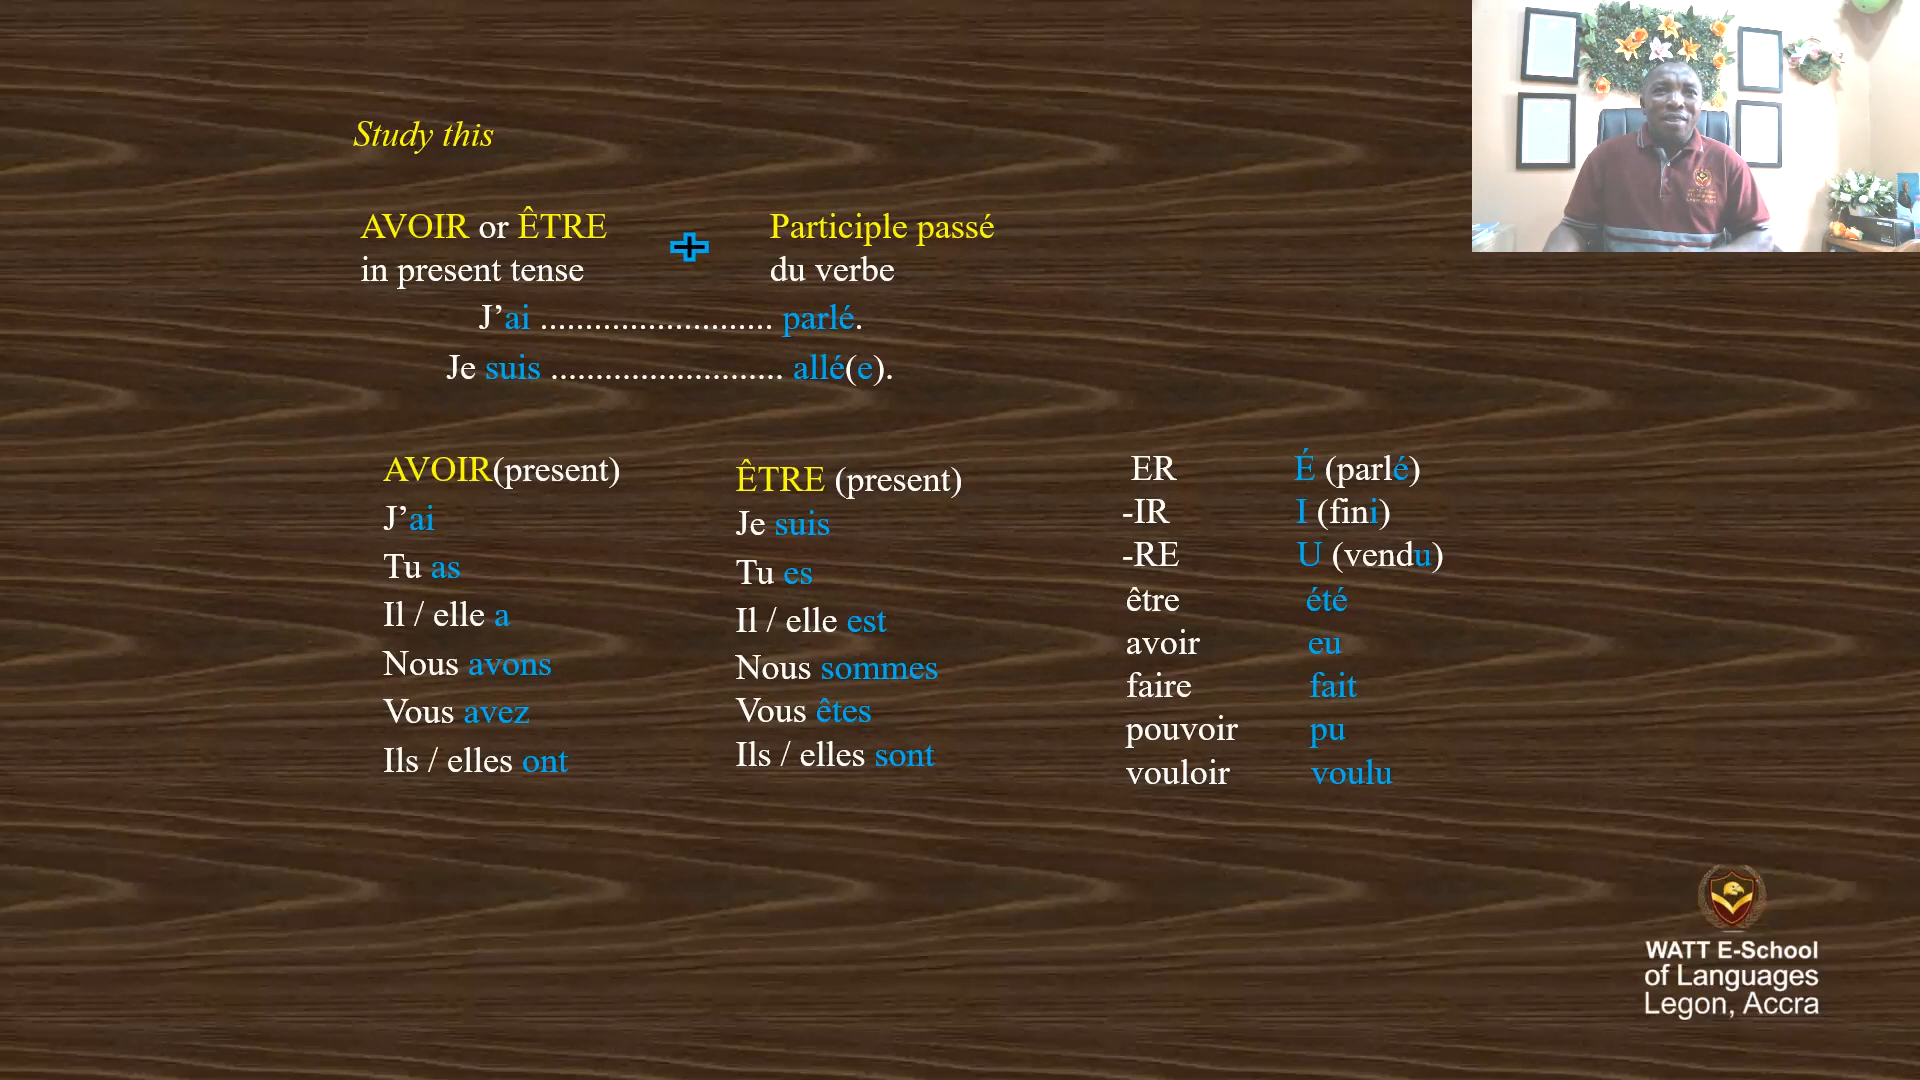 Study this
AVOIR or ÊTRE
in present tense
Participle passé
du verbe
J’ai .......................... parlé.
Je suis .......................... allé(e).
AVOIR(present)
J’ai
Tu as
Il / elle a
Nous avons
Vous avez
Ils / elles ont
ÊTRE (present)
Je suis
Tu es
Il / elle est
Nous sommes
Vous êtes
Ils / elles sont
ER É (parlé)
-IR I (fini)
-RE U (vendu)
être été
avoir eu
faire fait
pouvoir pu
vouloir voulu
WATT E-School
of Languages
Legon, Accra